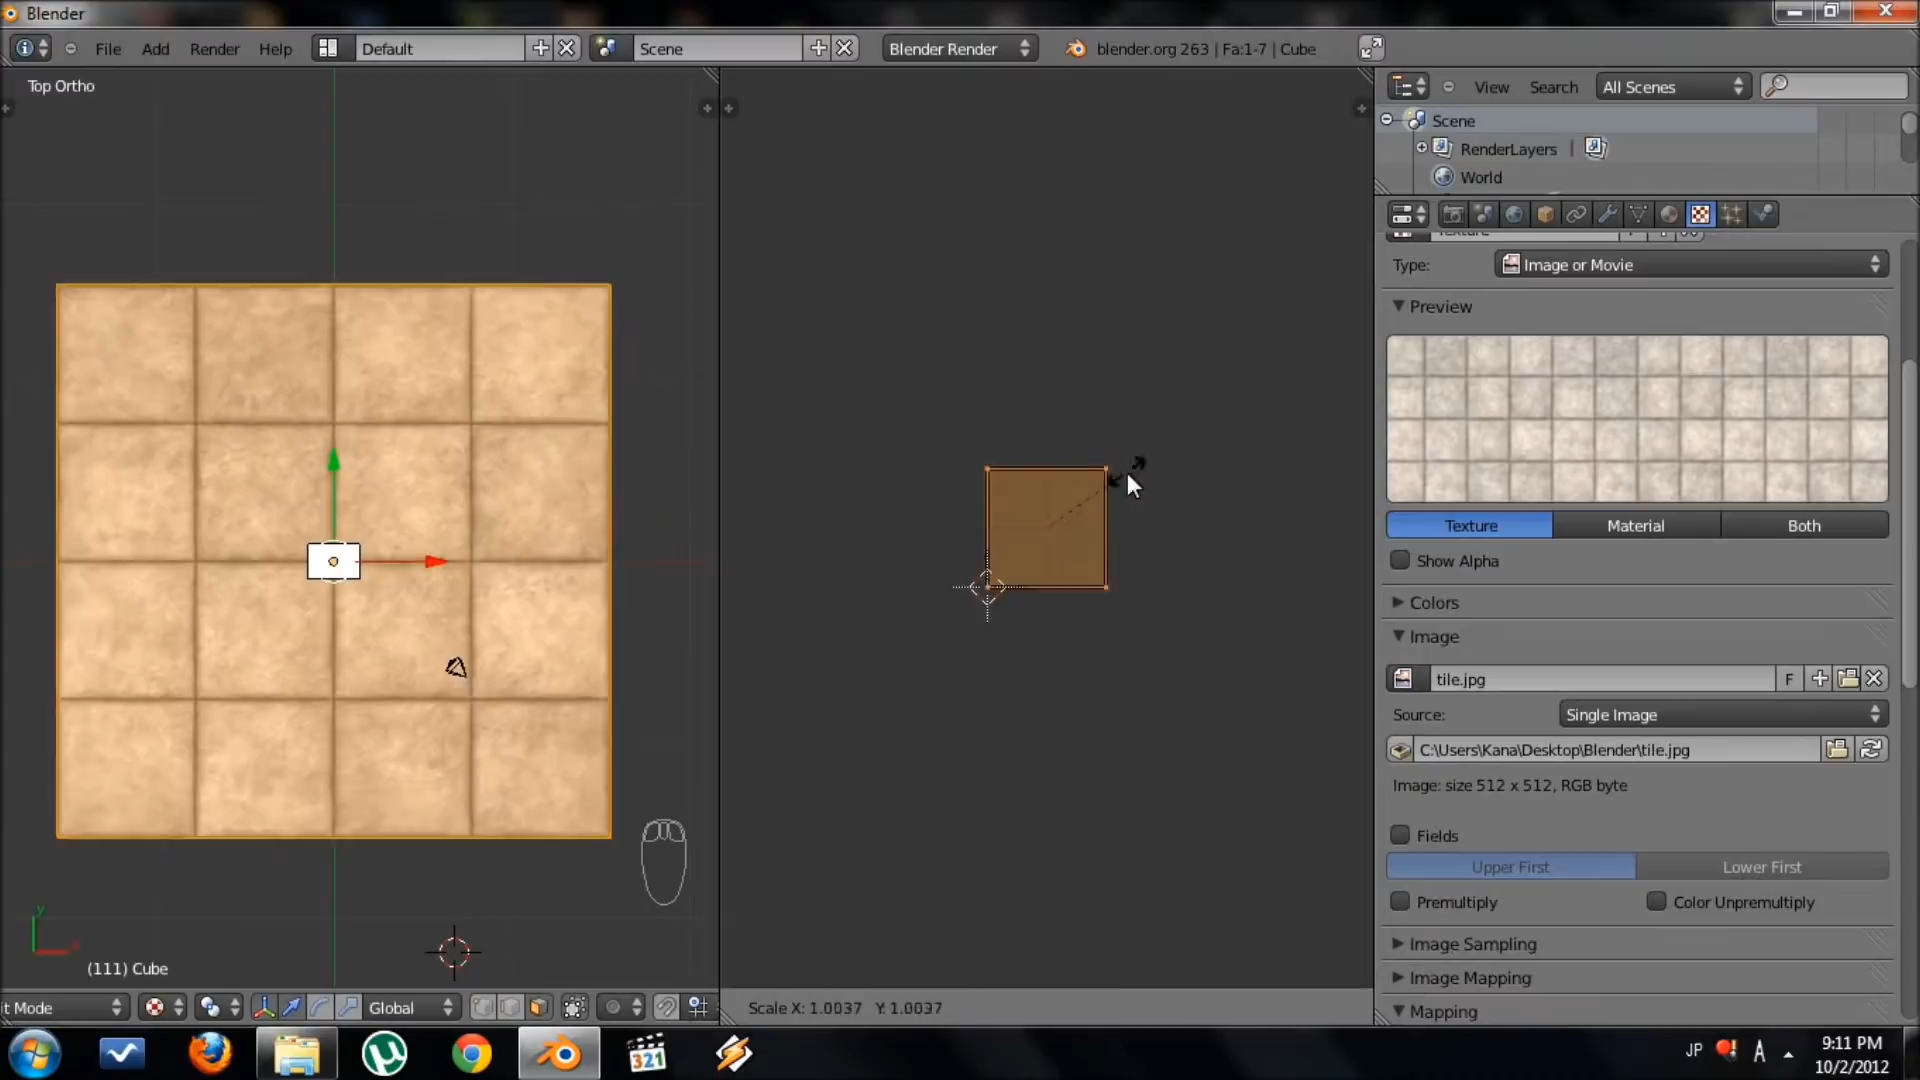 Blender
File Add Render Help Default Scene Blender Render blender.org 263 | Fa:1-7 | Cube
Top Ortho
View Search All Scenes
Scene
RenderLayers |
World
Type: Image or Movie
Preview
Texture Material Both
Show Alpha
Colors
Image
tile.jpg F
Source: Single Image
C:\Users\Kana\Desktop\Blender\tile.jpg
Image: size 512 x 512, RGB byte
Fields
Upper First Lower First
Premultiply Color Unpremultiply
Image Sampling
Image Mapping
Mapping
y
(111) Cube
it Mode Global
Scale X: 1.0037 Y: 1.0037
321
JP A
9:11 PM
10/2/2012